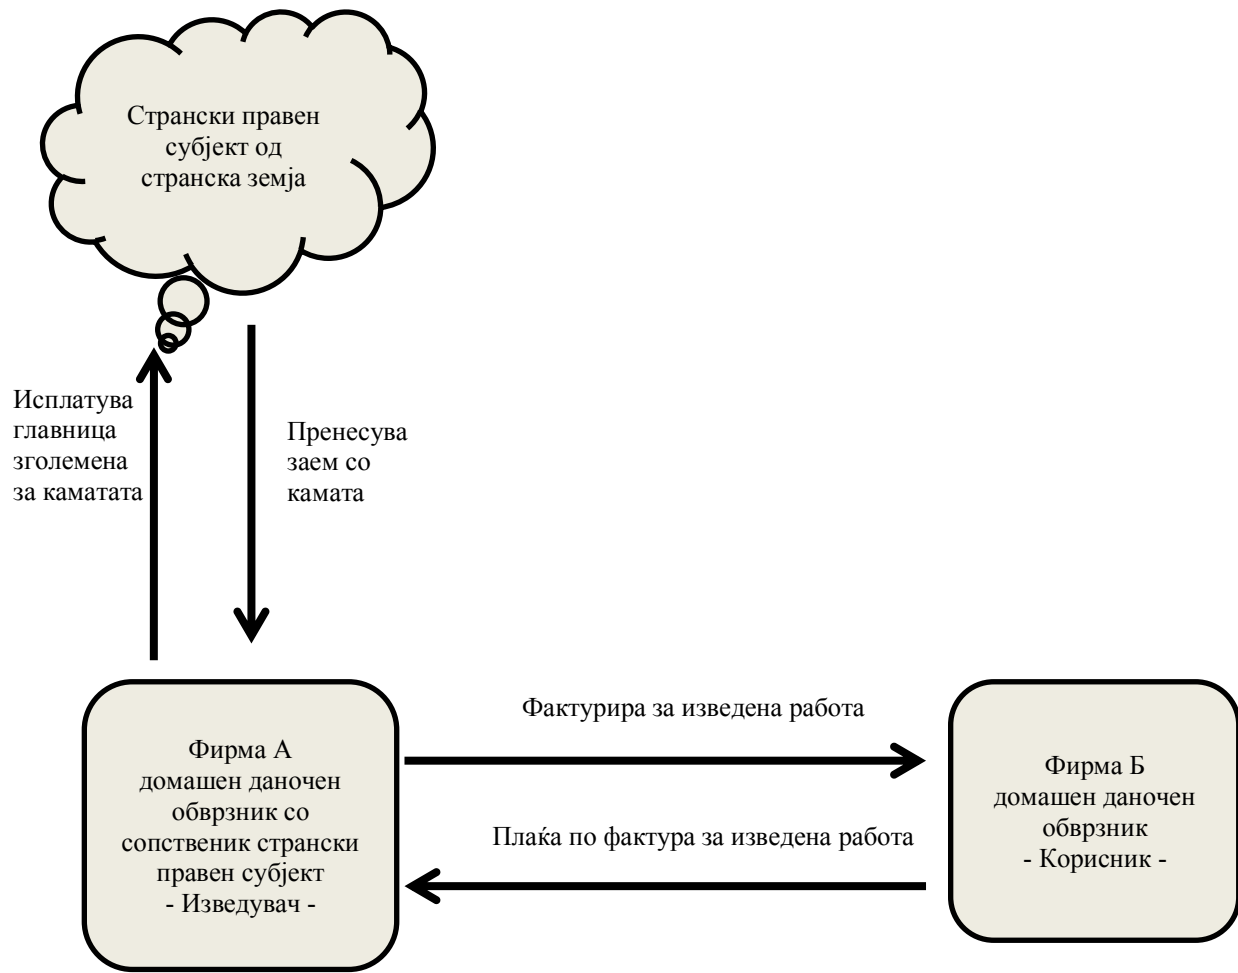 Странски правен
субјект од
странска земја
Исплатува
главница
зголемена
за каматата
Пренесува
заем со
камата
Фактурира за изведена работа
Фирма А
домашен даночен
обврзник со
сопственик странски
правен субјект
- Изведувач -
Плаќа по фактура за изведена работа
Фирма Б
домашен даночен
обврзник
- Корисник -